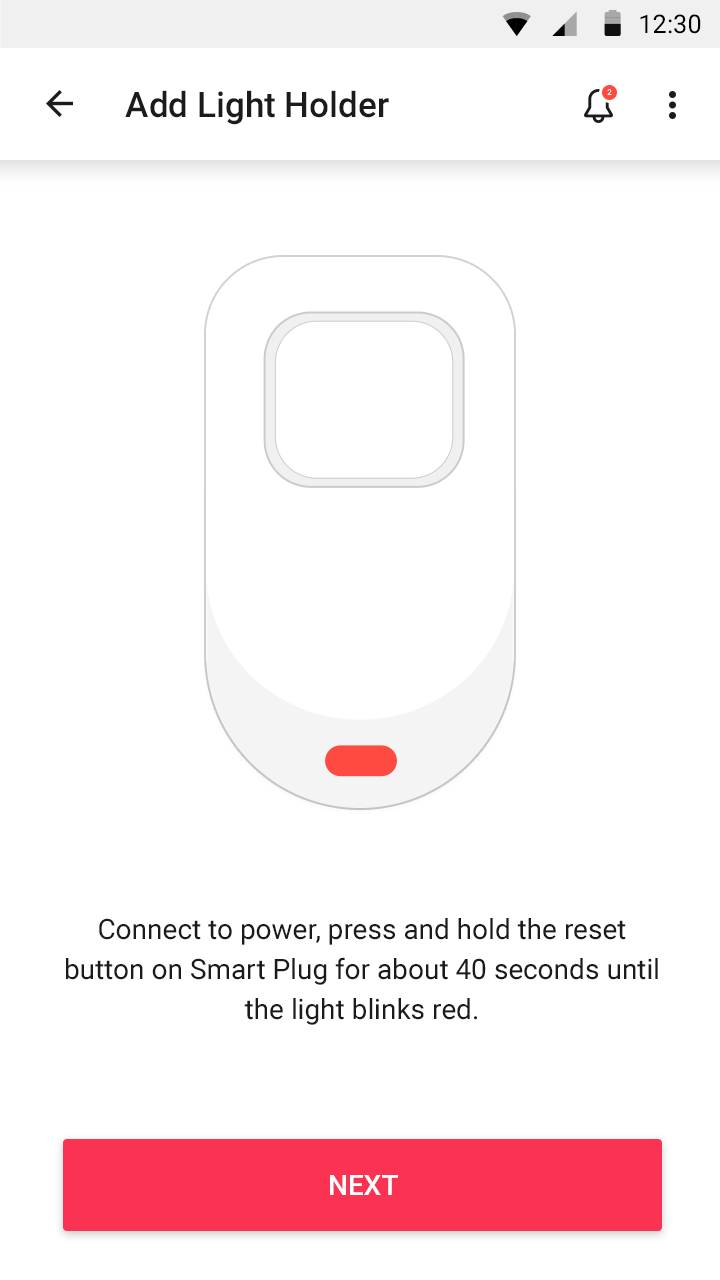 12:30
Add Light Holder
2
Connect to power, press and hold the reset
button on Smart Plug for about 40 seconds until
the light blinks red.
NEXT